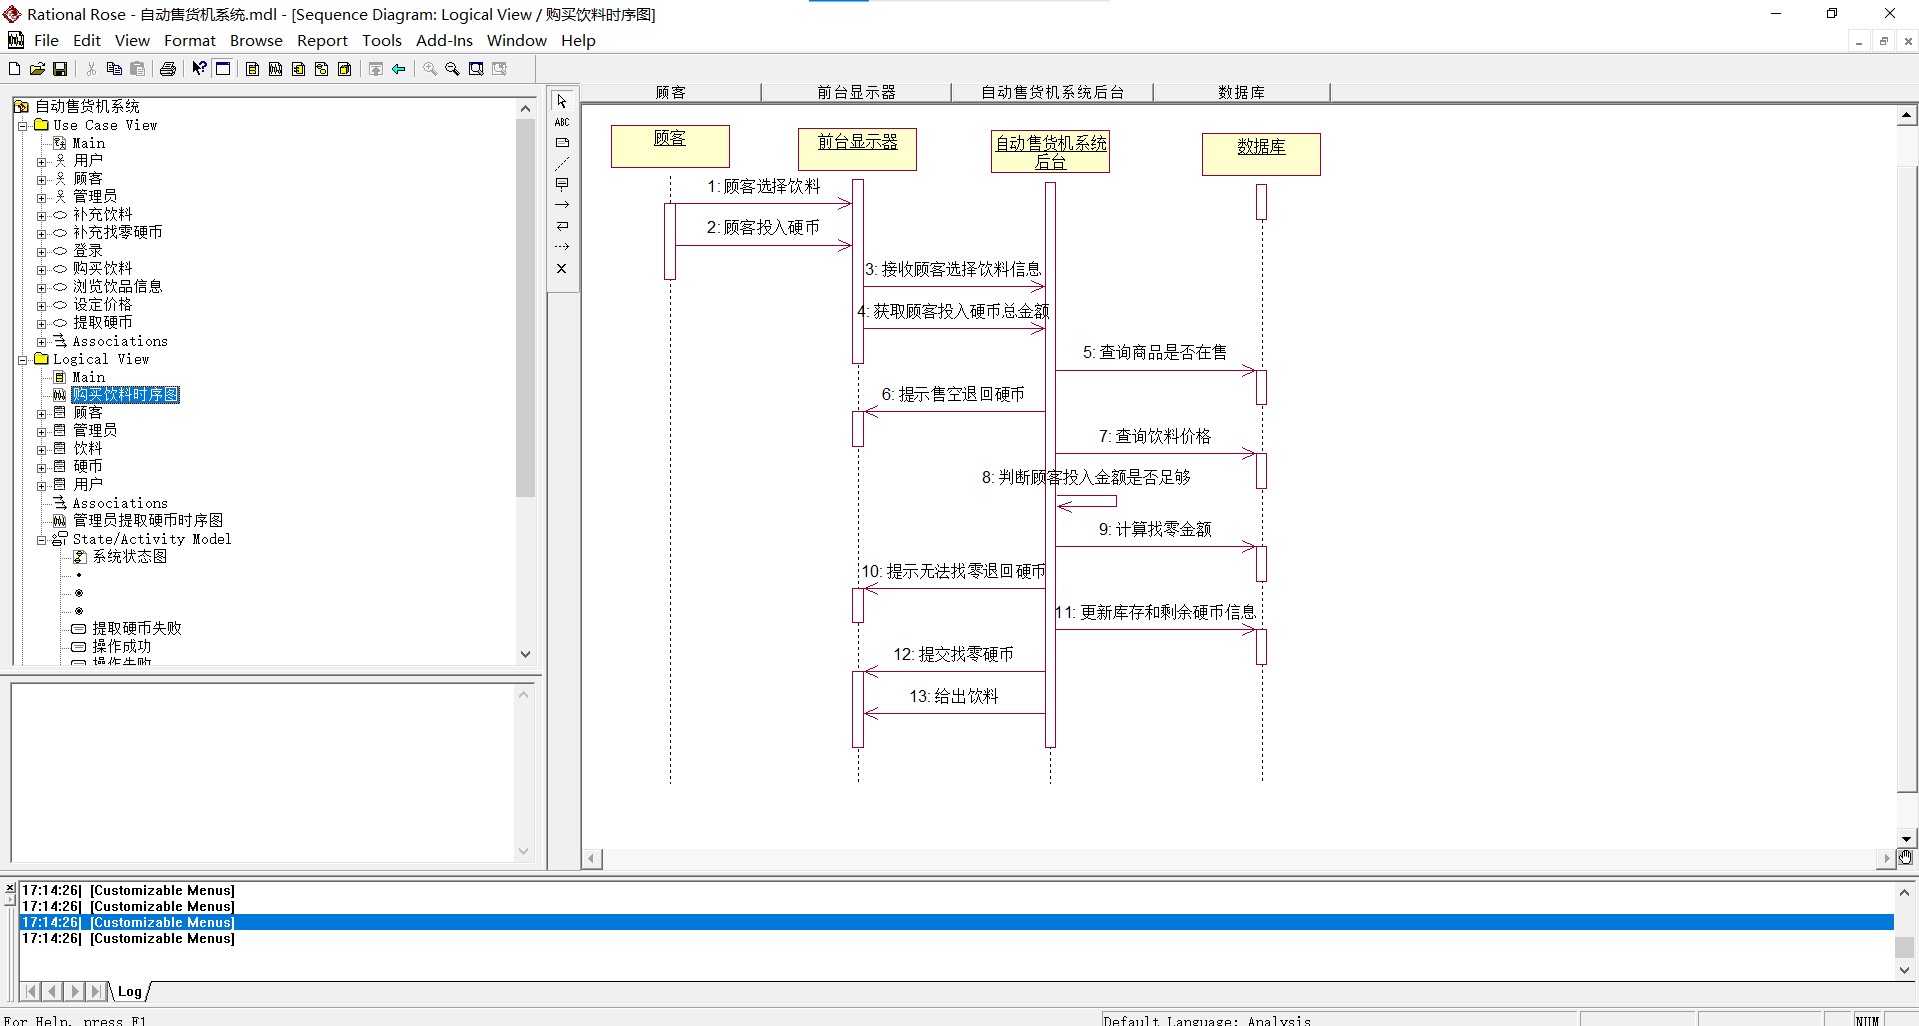 Rational Rose - 自动售货机系统.mdl - [Sequence Diagram: Logical View / 购买饮料时序图]
File Edit View Format Browse Report Tools Add-Ins Window Help
自动售货机系统
Use Case View
Main
用户
顾客
管理员
补充饮料
补充找零硬币
登录
购买饮料
浏览饮品信息
设定价格
提取硬币
Associations
Logical View
Main
购买饮料时序图
顾客
管理员
饮料
硬币
用户
Associations
管理员提取硬币时序图
State/Activity Model
系统状态图
提取硬币失败
操作成功
操作失败
ABC
顾客 前台显示器 自动售货机系统后台 数据库
顾客
前台显示器
自动售货机系统
后台
数据库
1: 顾客选择饮料
2: 顾客投入硬币
3: 接收顾客选择饮料信息
4: 获取顾客投入硬币总金额
5: 查询商品是否在售
6: 提示售空退回硬币
7: 查询饮料价格
8: 判断顾客投入金额是否足够
9: 计算找零金额
10: 提示无法找零退回硬币
11: 更新库存和剩余硬币信息
12: 提交找零硬币
13: 给出饮料
17:14:26| [Customizable Menus]
17:14:26| [Customizable Menus]
17:14:26| [Customizable Menus]
17:14:26| [Customizable Menus]
Log
For Help, press F1
Default Language: Analysis
NUM